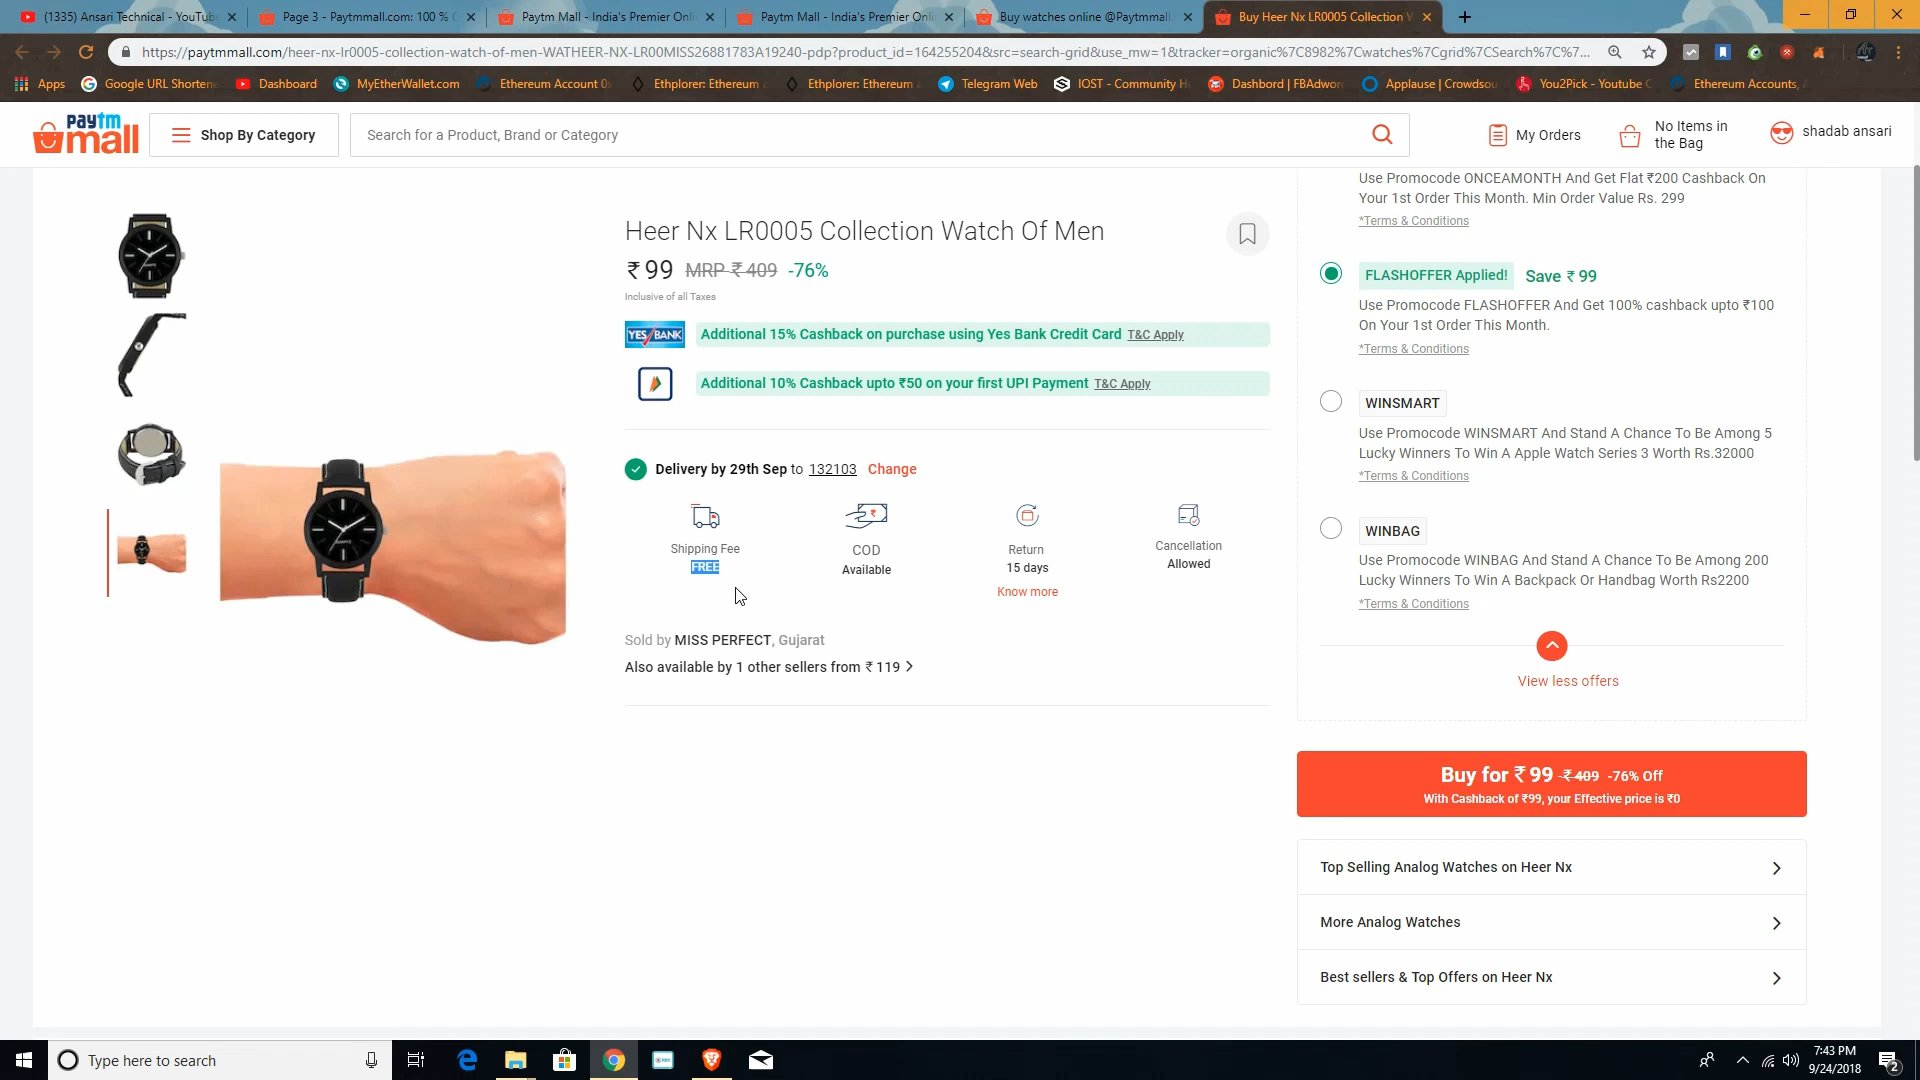 (1335) Ansari Technical - YouTub
Page 3 - Paytmmall.com: 100 % C
Paytm Mall - India's Premier Onli
Paytm Mall - India's Premier Onli
Buy watches online @Paytmmall
Buy Heer Nx LR0005 Collection W
https://paytmmall.com/heer-nx-lr0005-collection-watch-of-men-WATHEER-NX-LR00MISS26881783A19240-pdp?product_id=164255204&src=search-grid&use_mw=1&tracker=organic%7C8982%7Cwatches%7Cgrid%7CSearch%7C%7...
Apps
Google URL Shortene
Dashboard
MyEtherWallet.com
Ethereum Account 0x
Ethplorer: Ethereum a
Ethplorer: Ethereum a
Telegram Web
IOST - Community H
Dashbord | FBAdwor
Applause | Crowdsou
You2Pick - Youtube C
Ethereum Accounts, A
paytm
mall
Shop By Category
Search for a Product, Brand or Category
My Orders
No Items in
the Bag
shadab ansari
Heer Nx LR0005 Collection Watch Of Men
₹ 99 MRP ₹ 409 -76%
Inclusive of all Taxes
YES BANK
Additional 15% Cashback on purchase using Yes Bank Credit Card T&C Apply
Additional 10% Cashback upto ₹50 on your first UPI Payment T&C Apply
Delivery by 29th Sep to 132103 Change
Shipping Fee
FREE
COD
Available
Return
15 days
Know more
Cancellation
Allowed
Sold by MISS PERFECT, Gujarat
Also available by 1 other sellers from ₹ 119
Use Promocode ONCEAMONTH And Get Flat ₹200 Cashback On
Your 1st Order This Month. Min Order Value Rs. 299
*Terms & Conditions
FLASHOFFER Applied! Save ₹ 99
Use Promocode FLASHOFFER And Get 100% cashback upto ₹100
On Your 1st Order This Month.
*Terms & Conditions
WINSMART
Use Promocode WINSMART And Stand A Chance To Be Among 5
Lucky Winners To Win A Apple Watch Series 3 Worth Rs.32000
*Terms & Conditions
WINBAG
Use Promocode WINBAG And Stand A Chance To Be Among 200
Lucky Winners To Win A Backpack Or Handbag Worth Rs2200
*Terms & Conditions
View less offers
Buy for ₹ 99 ₹ 409 -76% Off
With Cashback of ₹99, your Effective price is ₹0
Top Selling Analog Watches on Heer Nx
More Analog Watches
Best sellers & Top Offers on Heer Nx
Type here to search
7:43 PM
9/24/2018
2